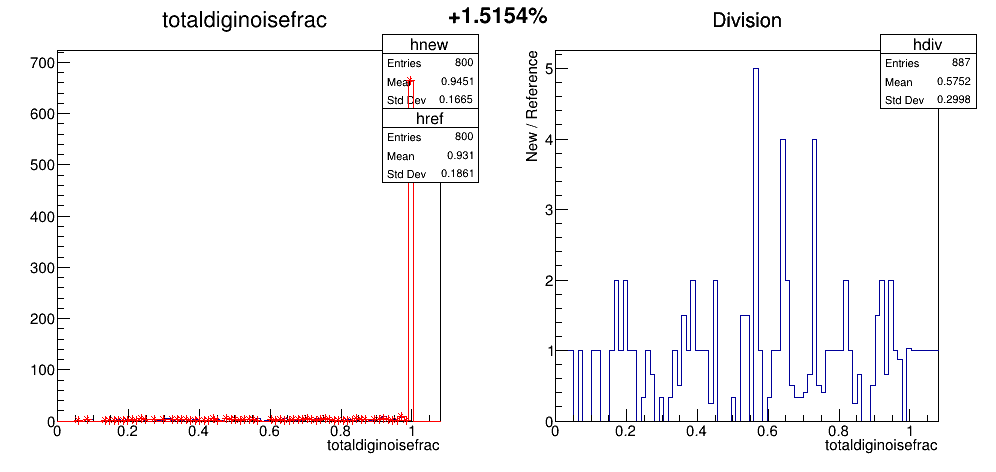 +1.5154%
totaldiginoisefrac
hnew
Entries 800
Mean 0.9451
Std Dev 0.1665
href
Entries 800
Mean 0.931
Std Dev 0.1861
700
600
500
400
300
200
100
0
0 0.2 0.4 0.6 0.8 1
totaldiginoisefrac
Division
hdiv
Entries 887
Mean 0.5752
Std Dev 0.2998
New / Reference
5
4
3
2
1
0
0 0.2 0.4 0.6 0.8 1
totaldiginoisefrac